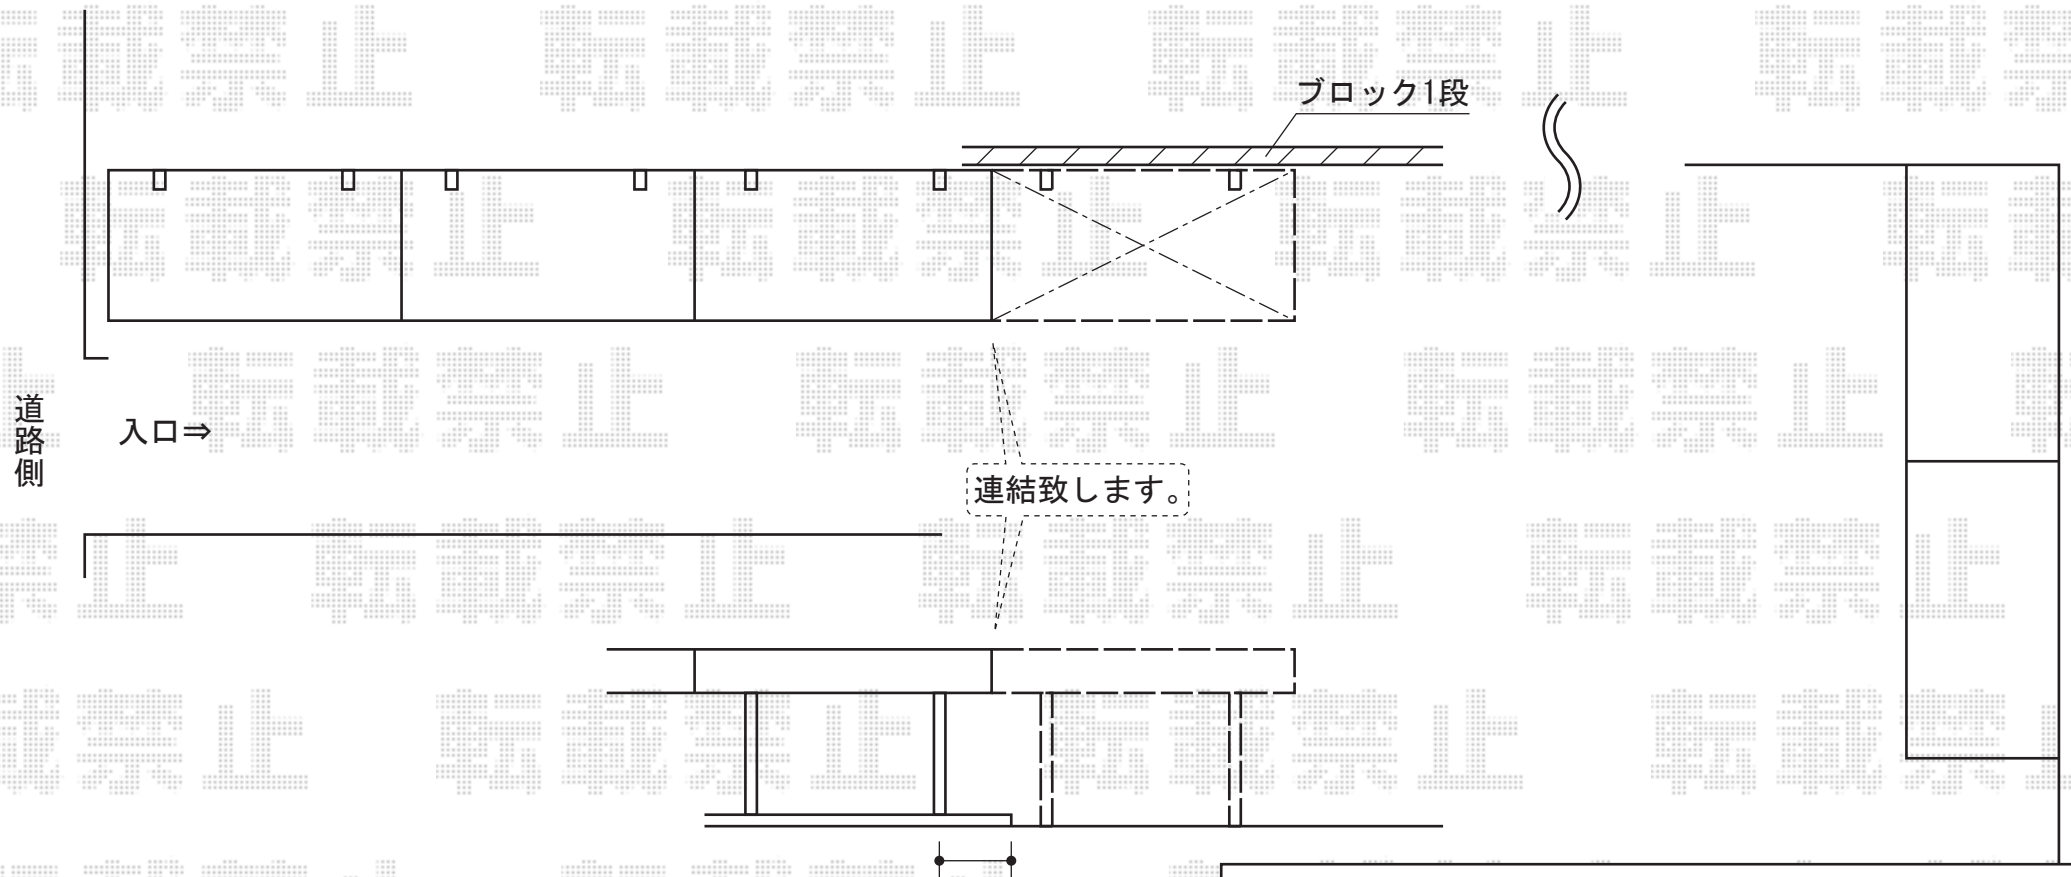 ブロック1段
道路側
入口⇒
連結致します。
転載禁止